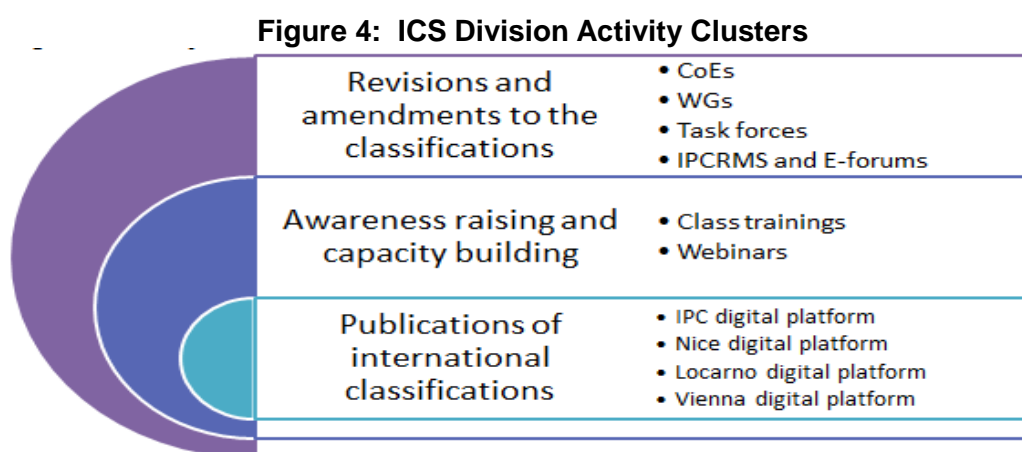 Figure 4: ICS Division Activity Clusters
Revisions and
amendments to the
classifications
• CoEs
• WGs
• Task forces
• IPCRMS and E-forums
Awareness raising and
capacity building
• Class trainings
• Webinars
Publications of
international
classifications
• IPC digital platform
• Nice digital platform
• Locarno digital platform
• Vienna digital platform